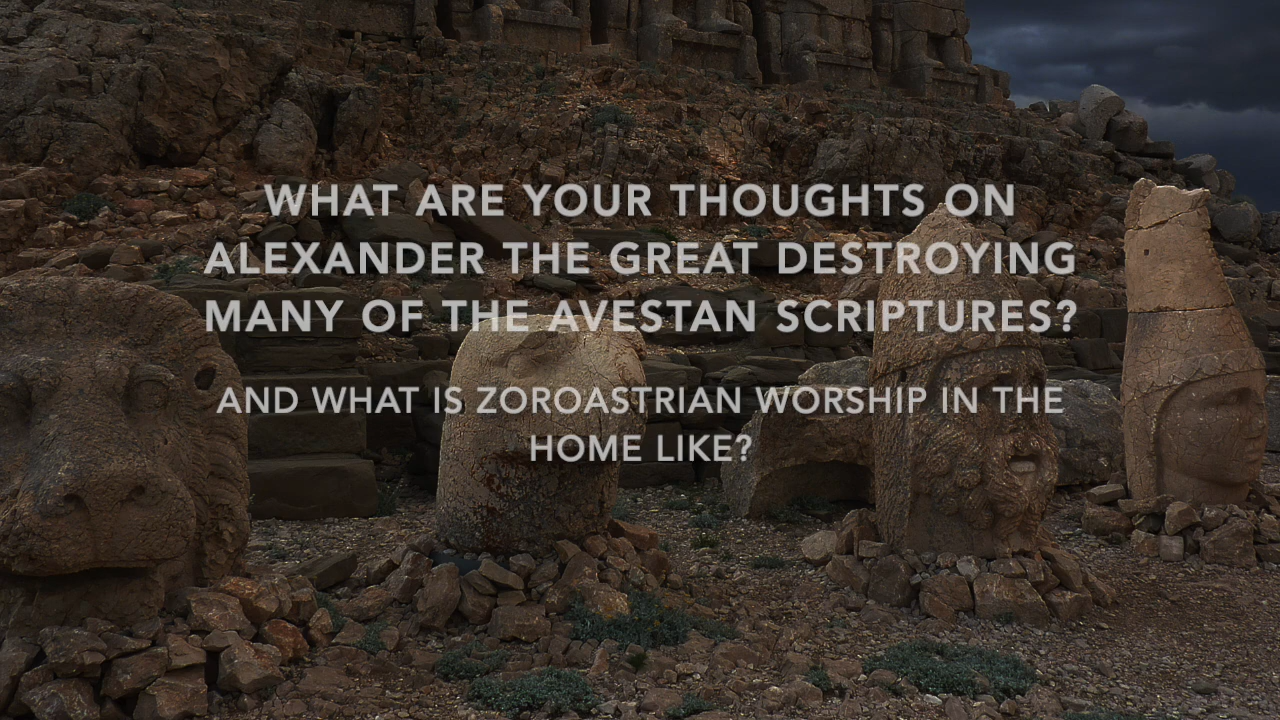 WHAT ARE YOUR THOUGHTS ON
ALEXANDER THE GREAT DESTROYING
MANY OF THE AVESTAN SCRIPTURES?
AND WHAT IS ZOROASTRIAN WORSHIP IN THE
HOME LIKE?